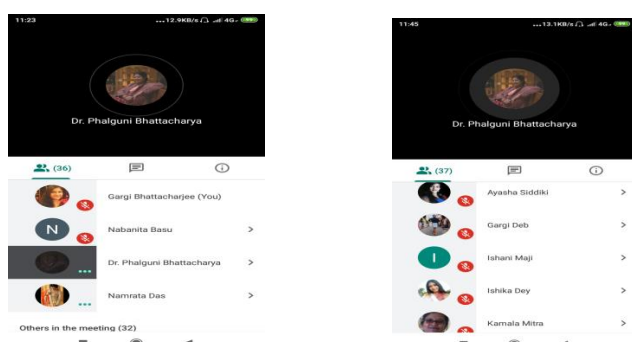 11:23 ...12.9KB/s 4G
Dr. Phalguni Bhattacharya
(36)
Gargi Bhattacharjee (You)
N Nabanita Basu
Dr. Phalguni Bhattacharya
Namrata Das
Others in the meeting (32)
11:45 ...13.1KB/s 4G
Dr. Phalguni Bhattacharya
(37)
Ayasha Siddiki
Gargi Deb
I Ishani Maji
Ishika Dey
Kamala Mitra